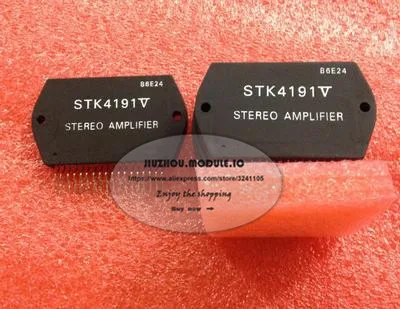 B6E24
STK4191V
STEREO AMPLIFIER
B6E24
STK4191V
STEREO AMPLIFIER
JIUZHOU.MODULE.IC
https://www.aliexpress.com/store/3241105
Enjoy the shopping
Buy now